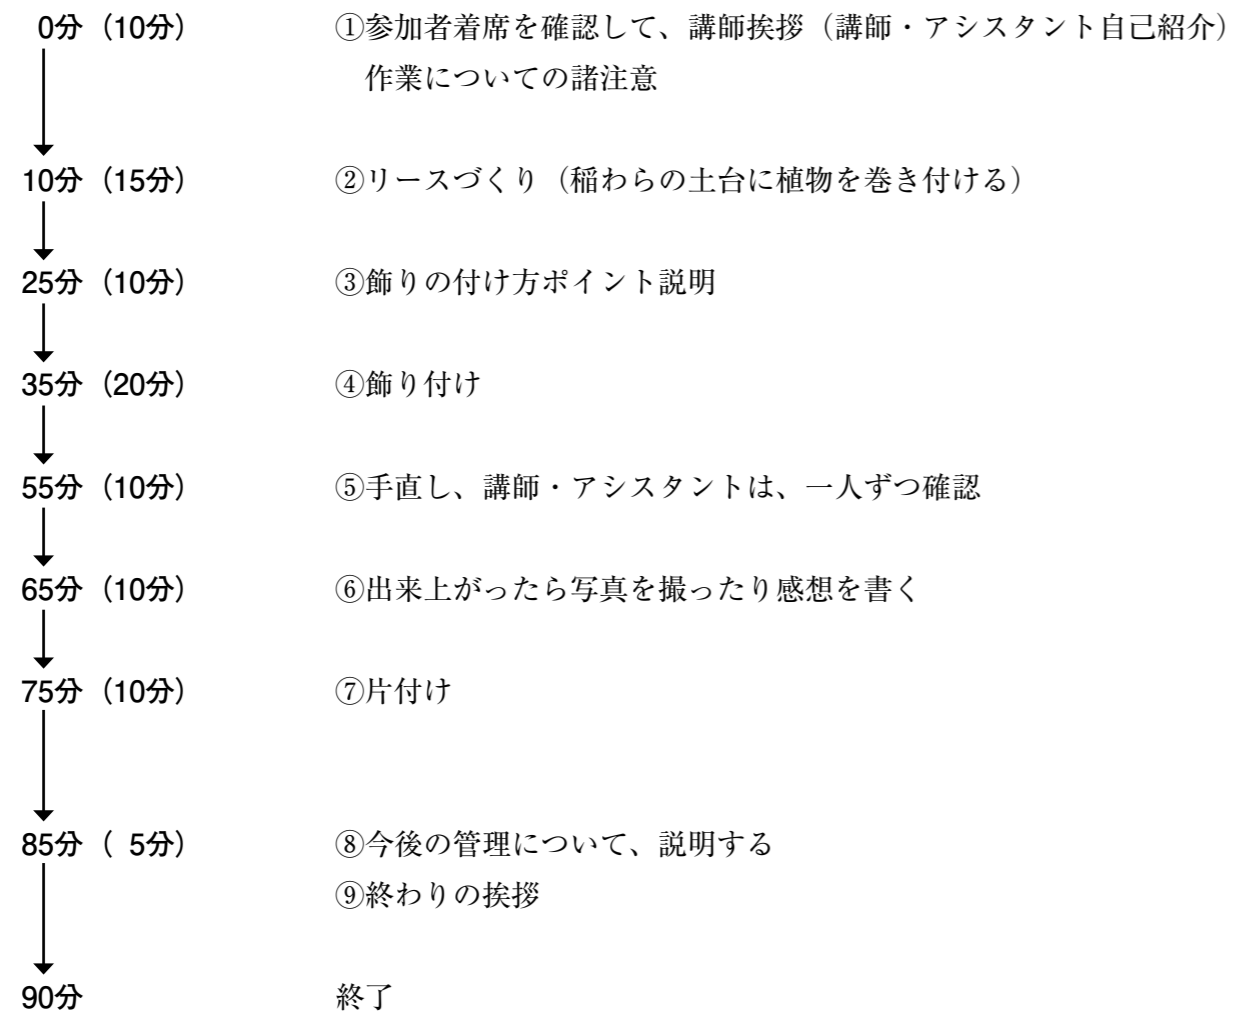 0分（10分） ①参加者着席を確認して、講師挨拶（講師・アシスタント自己紹介）
作業についての諸注意
10分（15分） ②リースづくり（稲わらの土台に植物を巻き付ける）
25分（10分） ③飾りの付け方ポイント説明
35分（20分） ④飾り付け
55分（10分） ⑤手直し、講師・アシスタントは、一人ずつ確認
65分（10分） ⑥出来上がったら写真を撮ったり感想を書く
75分（10分） ⑦片付け
85分（ 5分） ⑧今後の管理について、説明する
⑨終わりの挨拶
90分 終了